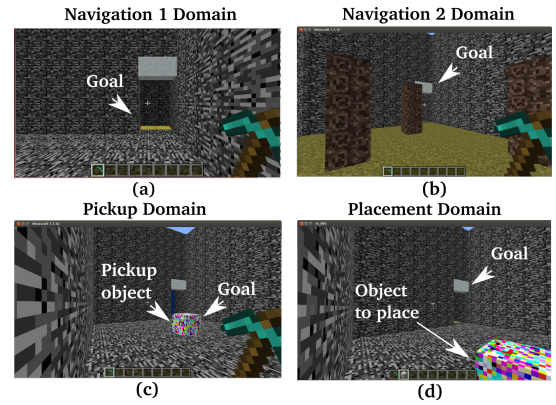 Navigation 1 Domain
Navigation 2 Domain
Goal
Goal
(a)
(b)
Pickup Domain
Placement Domain
Pickup
object
Goal
Goal
Object
to place
(c)
(d)